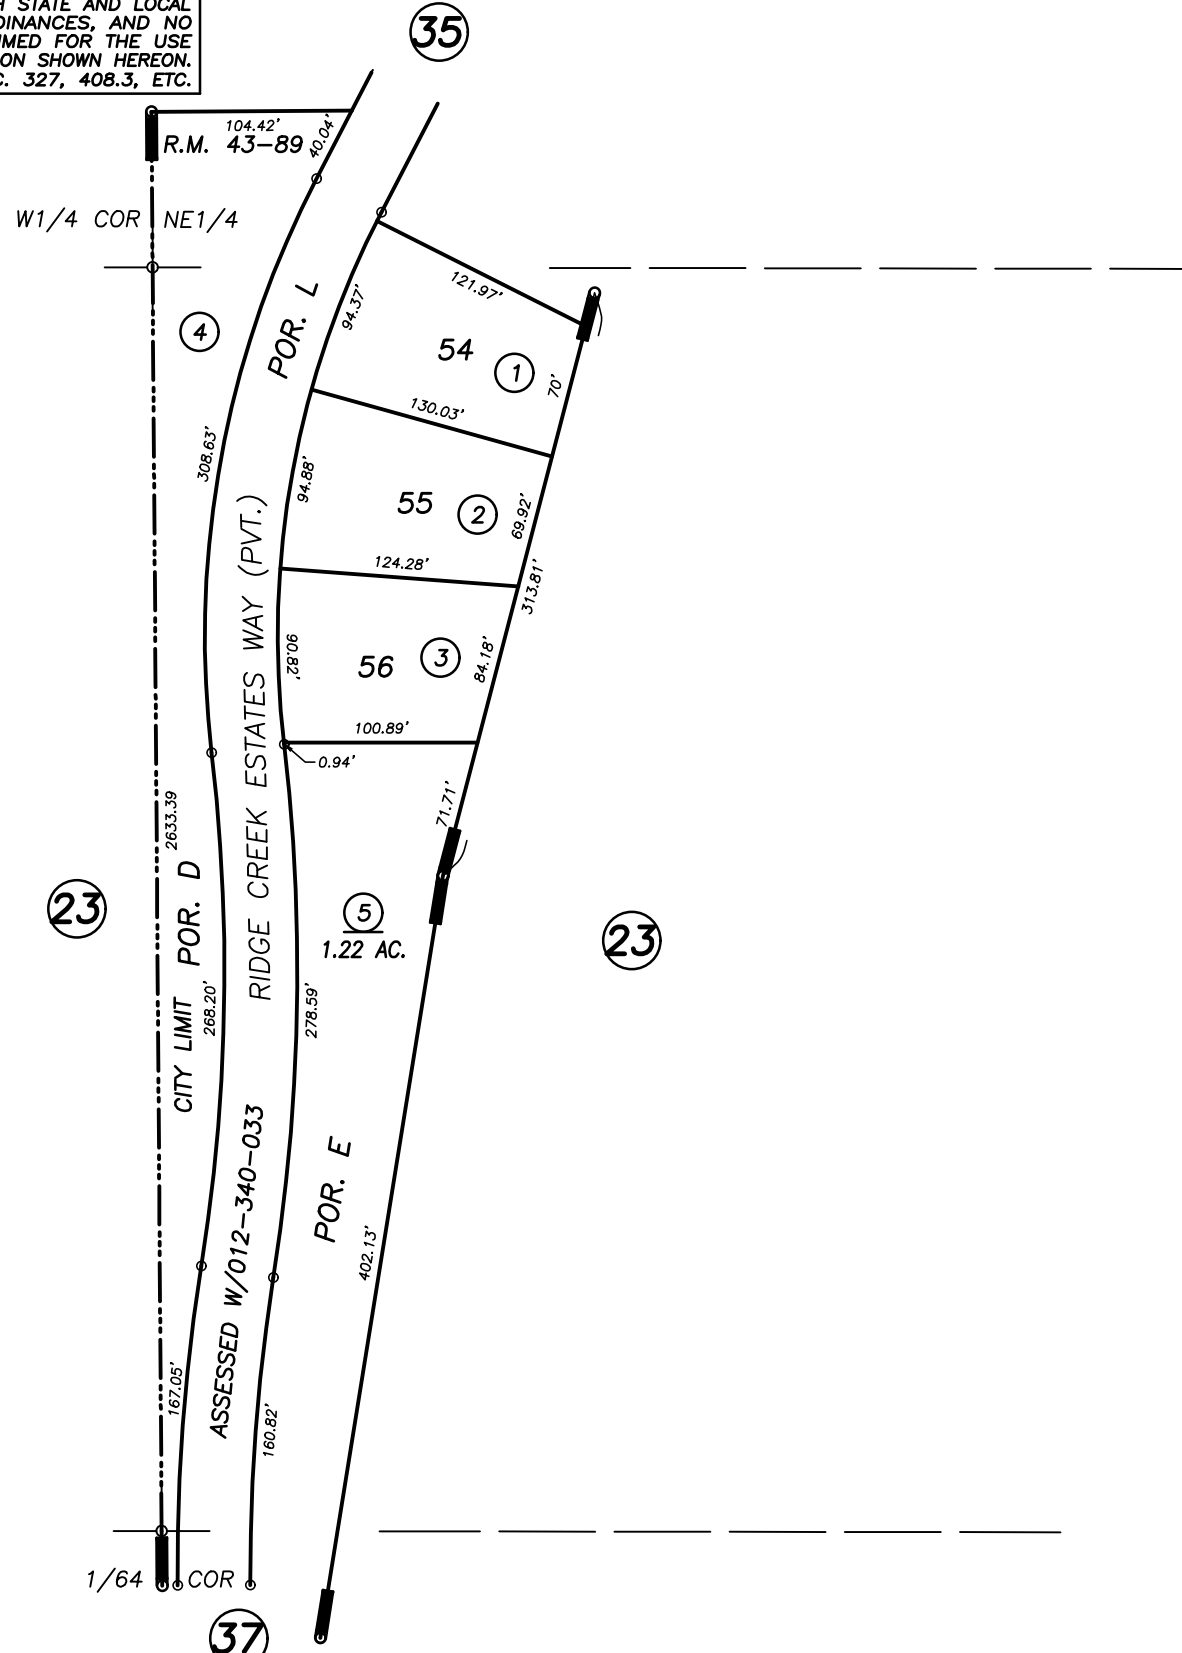 STATE AND LOCAL
DINANCES, AND NO
MED FOR THE USE
ON SHOWN HEREON.
C. 327, 408.3, ETC.
35
104.42'
R.M. 43-89
40.04'
W1/4 COR NE1/4
121.97'
94.37'
POR. L
4
54
1
70'
130.03'
308.63'
94.88'
55
2
69.92'
124.28'
313.81'
90.82'
56
3
84.18'
100.89'
0.94'
71.71'
RIDGE CREEK ESTATES WAY (PVT.)
2633.39
CITY LIMIT
POR. D
23
5
1.22 AC.
23
268.20'
278.59'
ASSESSED W/012-340-033
POR. E
402.13'
167.05'
160.82'
1/64 COR
37